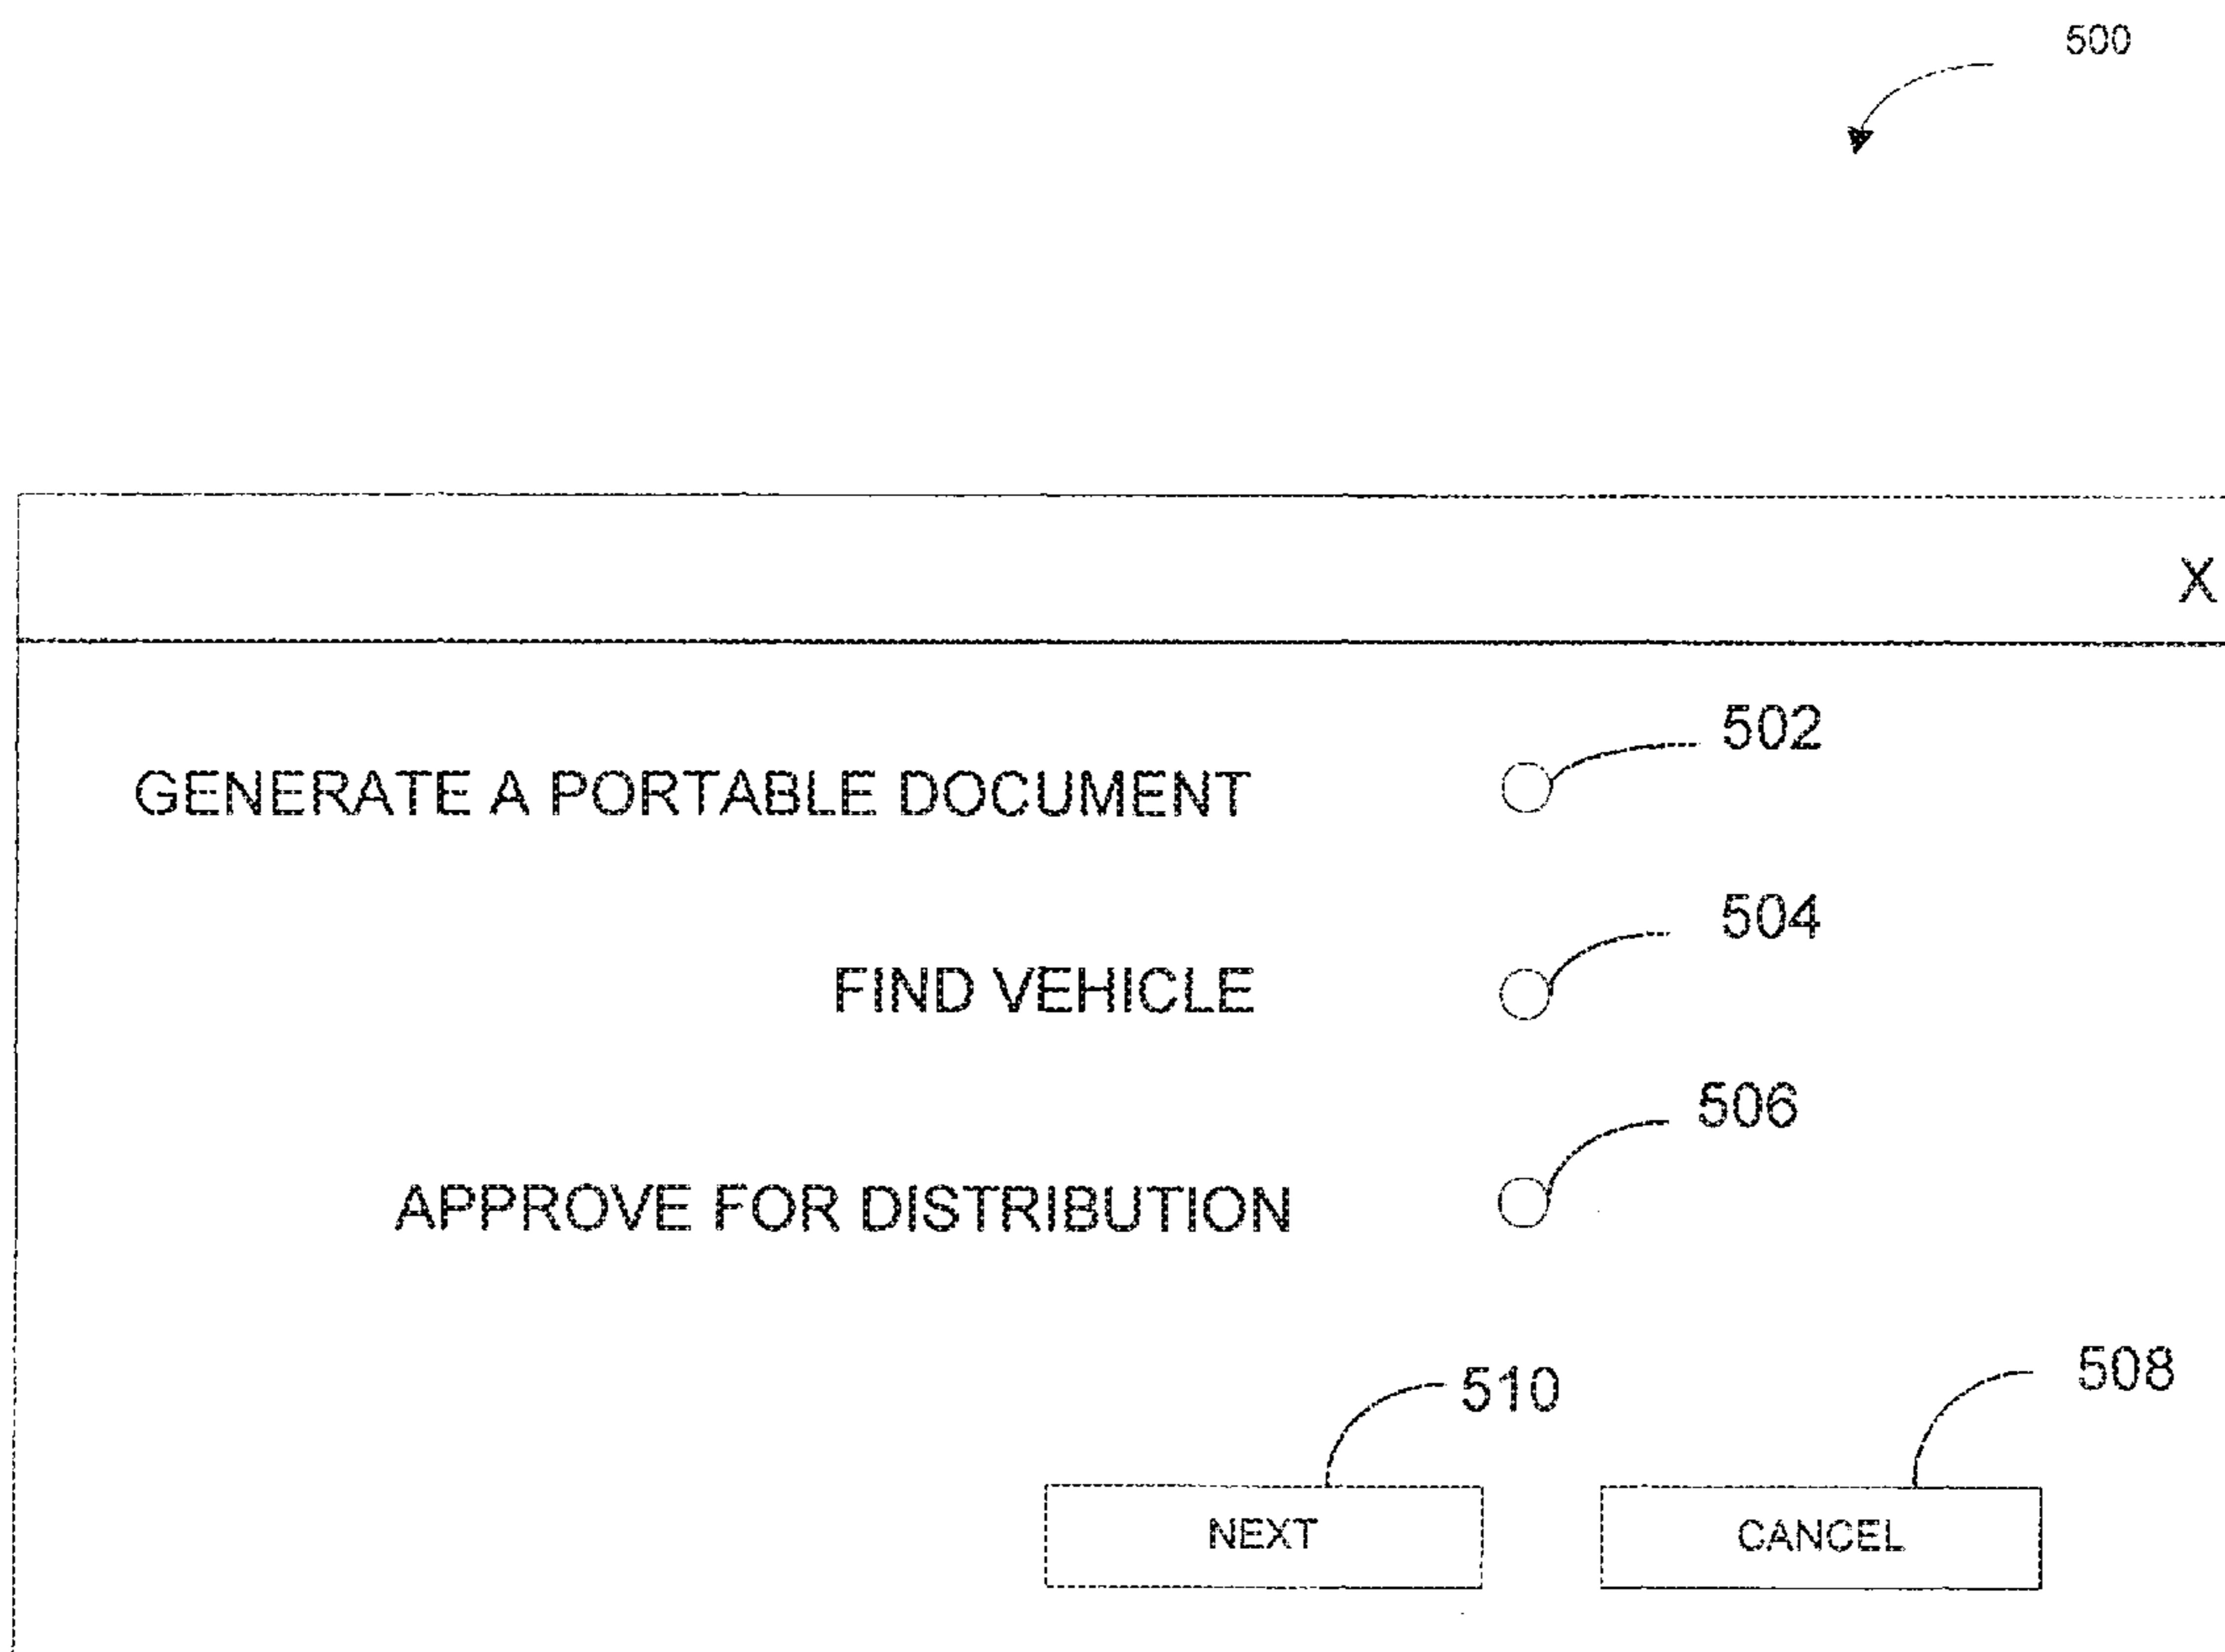 500
X
502
GENERATE A PORTABLE DOCUMENT
504
FIND VEHICLE
506
APPROVE FOR DISTRIBUTION
510
508
NEXT
CANCEL